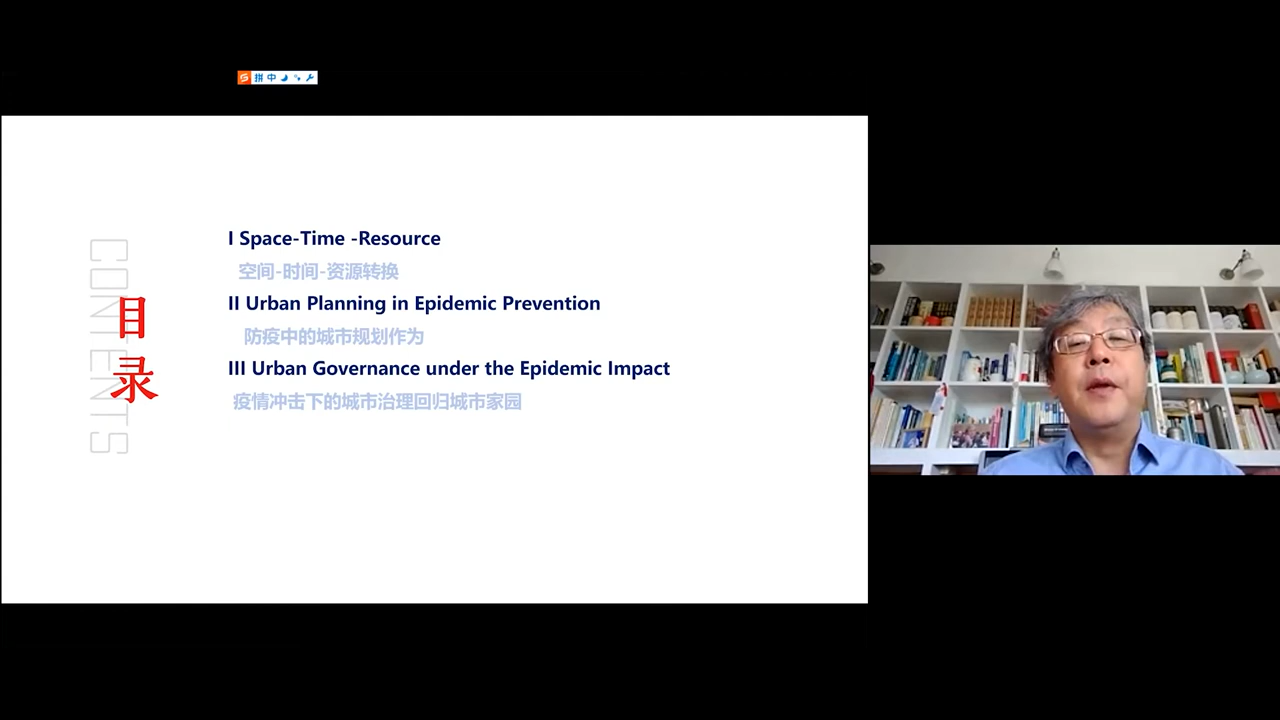 拼 中
CONTENTS
目
录
I Space-Time -Resource
空间-时间-资源转换
II Urban Planning in Epidemic Prevention
防疫中的城市规划作为
III Urban Governance under the Epidemic Impact
疫情冲击下的城市治理回归城市家园